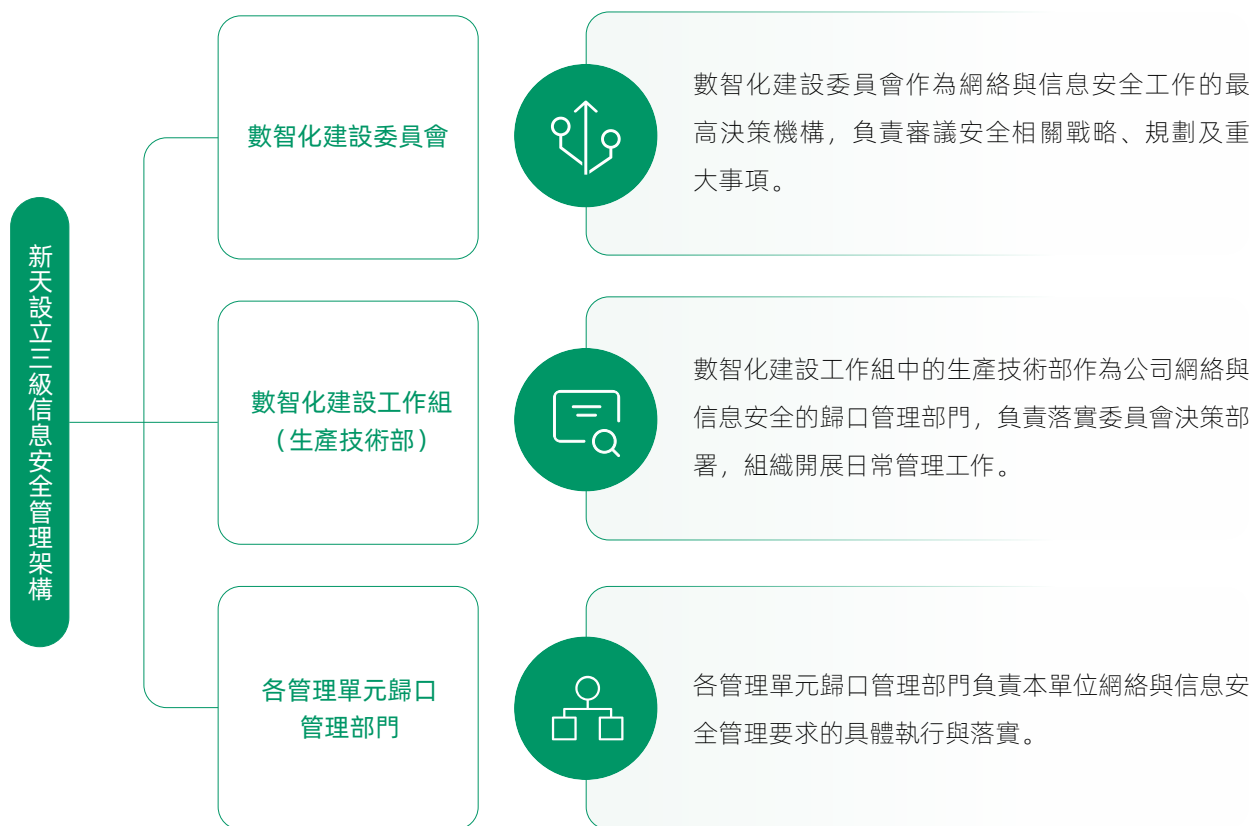 新天設立三級信息安全管理架構
數智化建設委員會
數智化建設委員會作為網絡與信息安全工作的最
高決策機構，負責審議安全相關戰略、規劃及重
大事項。
數智化建設工作組
（生產技術部）
數智化建設工作組中的生產技術部作為公司網絡與
信息安全的歸口管理部門，負責落實委員會決策部
署，組織開展日常管理工作。
各管理單元歸口
管理部門
各管理單元歸口管理部門負責本單位網絡與信息安
全管理要求的具體執行與落實。